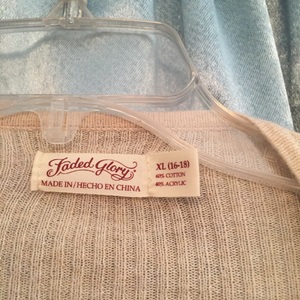 Faded Glory
MADE IN/HECHO EN CHINA
XL (16-18)
60% COTTON
40% ACRYLIC